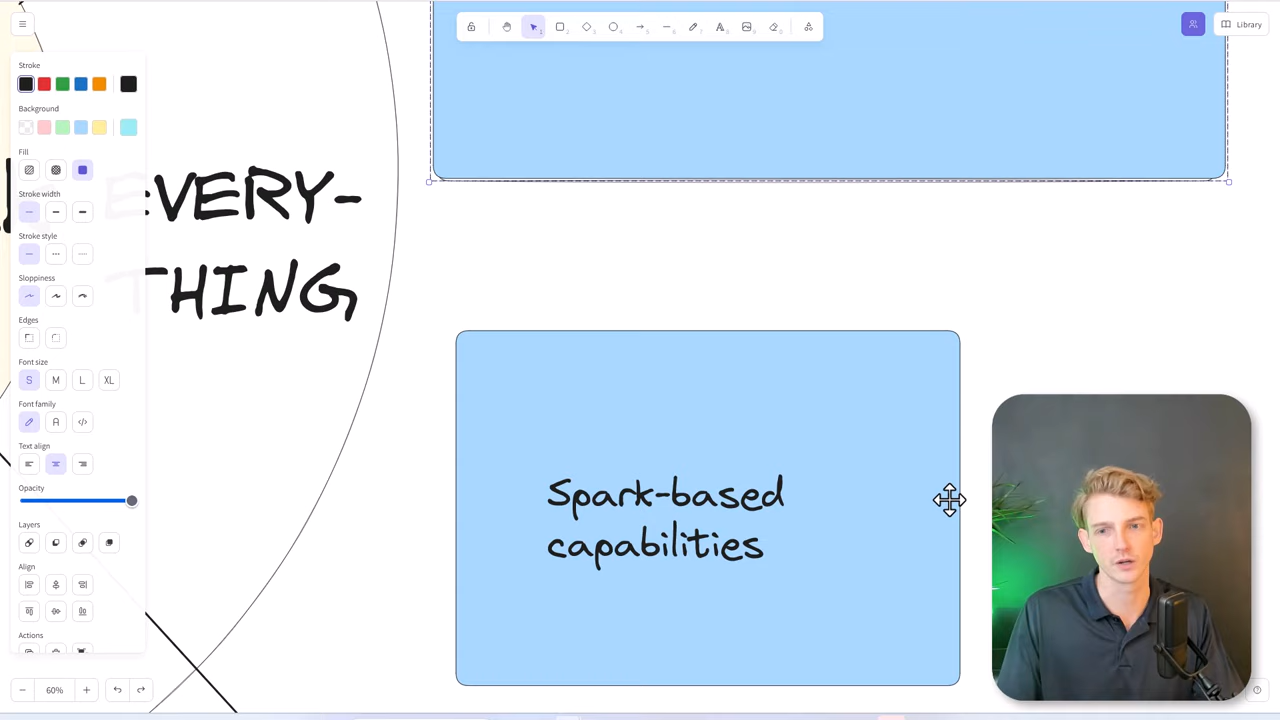 Library
Stroke
Background
Fill
Stroke width
Stroke style
Sloppiness
Edges
Font size
S M L XL
Font family
A </>
Text align
Opacity
Layers
Align
Actions
60%
EVERY-
THING
Spark-based
capabilities